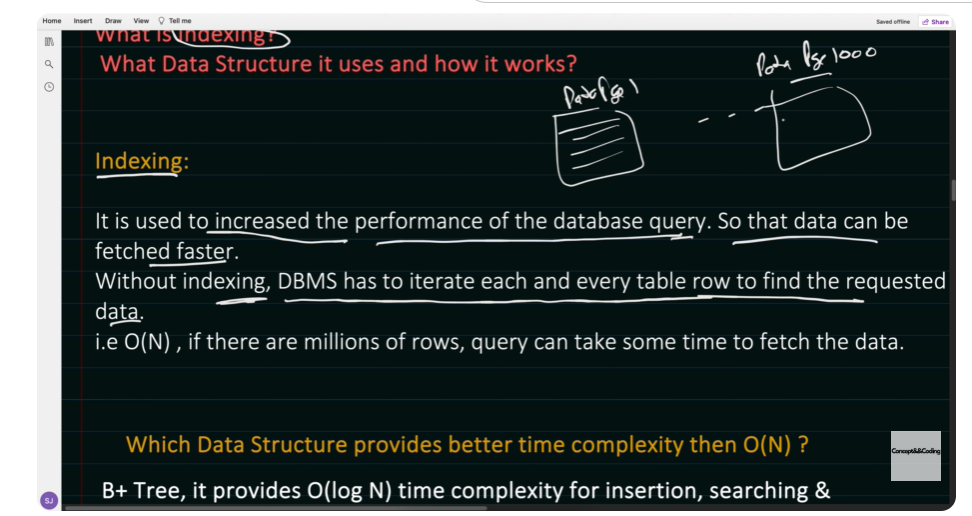 Home Insert Draw View Tell me Saved offline Share
What is indexing?
What Data Structure it uses and how it works?
Data Pge 1
Data Pge 1000
Indexing:
It is used to increased the performance of the database query. So that data can be
fetched faster.
Without indexing, DBMS has to iterate each and every table row to find the requested
data.
i.e O(N) , if there are millions of rows, query can take some time to fetch the data.
Which Data Structure provides better time complexity then O(N) ?
Concept&&Coding
B+ Tree, it provides O(log N) time complexity for insertion, searching &
SJ